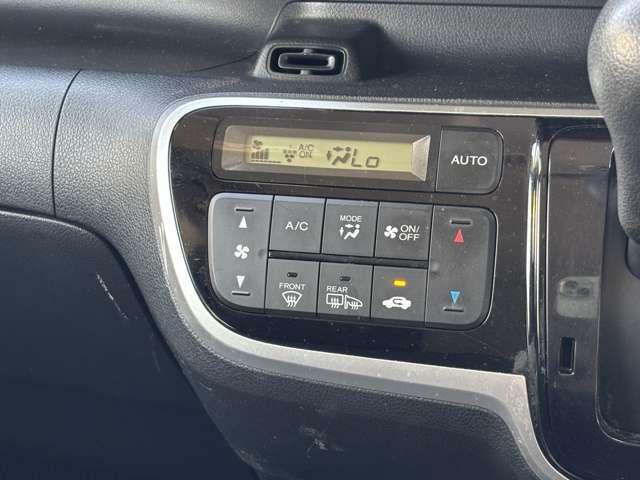 A/C
ON
Lo
AUTO
A/C
MODE
ON/
OFF
FRONT
REAR